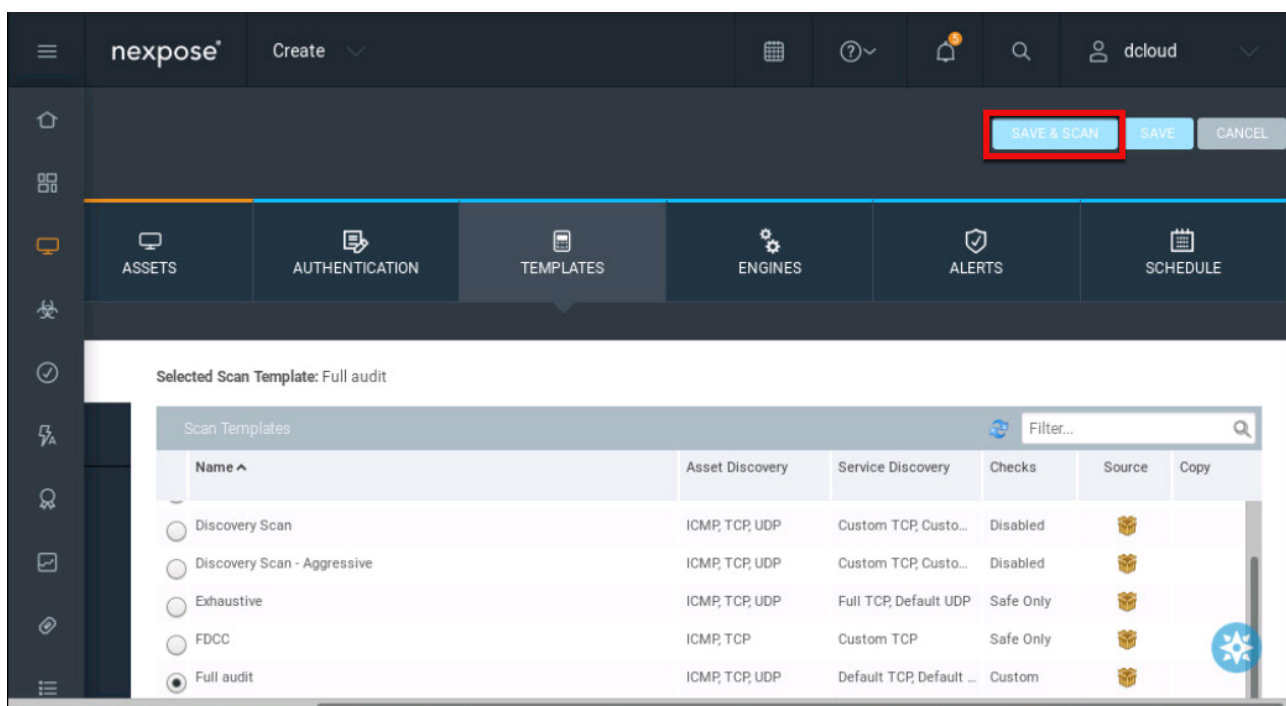 nexpose® Create 5 dcloud
SAVE & SCAN SAVE CANCEL
ASSETS AUTHENTICATION TEMPLATES ENGINES ALERTS SCHEDULE
Selected Scan Template: Full audit
Scan Templates Filter...
Name Asset Discovery Service Discovery Checks Source Copy
Discovery Scan ICMP, TCP, UDP Custom TCP, Custo... Disabled
Discovery Scan - Aggressive ICMP, TCP, UDP Custom TCP, Custo... Disabled
Exhaustive ICMP, TCP, UDP Full TCP, Default UDP Safe Only
FDCC ICMP, TCP Custom TCP Safe Only
Full audit ICMP, TCP, UDP Default TCP, Default ... Custom